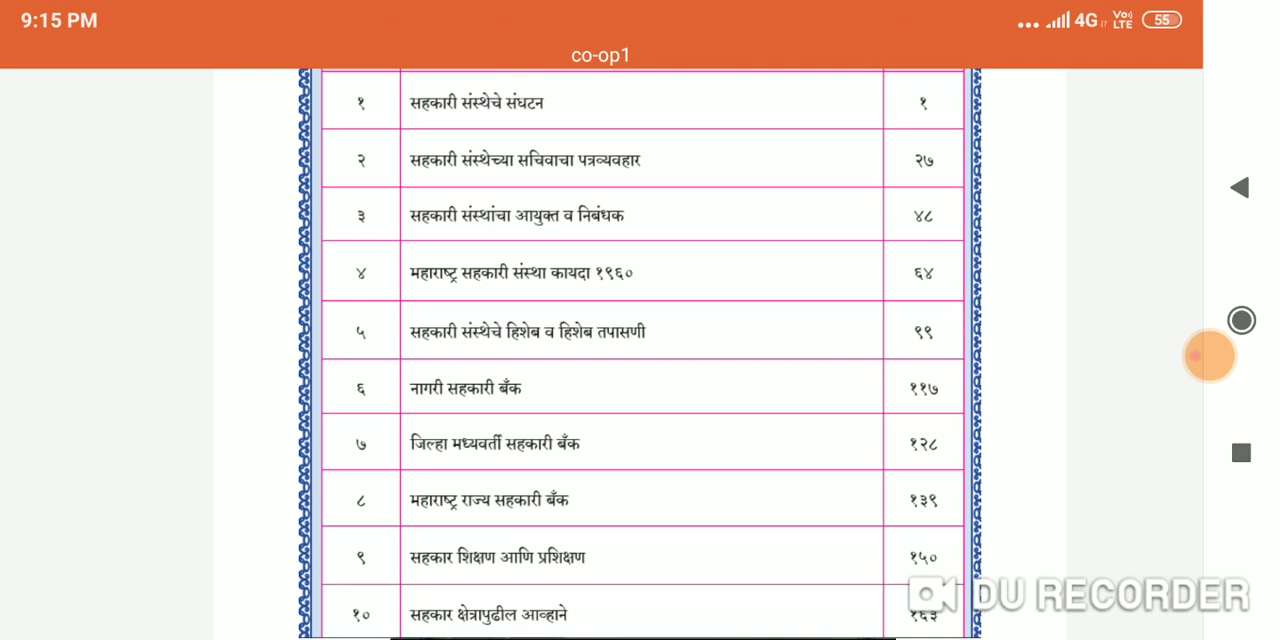 9:15 PM
4G Vo) LTE 55
co-op1
१ सहकारी संस्थेचे संघटन १
२ सहकारी संस्थेच्या सचिवाचा पत्रव्यवहार २७
३ सहकारी संस्थांचा आयुक्त व निबंधक ४८
४ महाराष्ट्र सहकारी संस्था कायदा १९६० ६४
५ सहकारी संस्थेचे हिशेब व हिशेब तपासणी ९९
६ नागरी सहकारी बँक ११७
७ जिल्हा मध्यवर्ती सहकारी बँक १२८
८ महाराष्ट्र राज्य सहकारी बँक १३९
९ सहकार शिक्षण आणि प्रशिक्षण १५०
DU RECORDER
१० सहकार क्षेत्रापुढील आव्हाने १६३